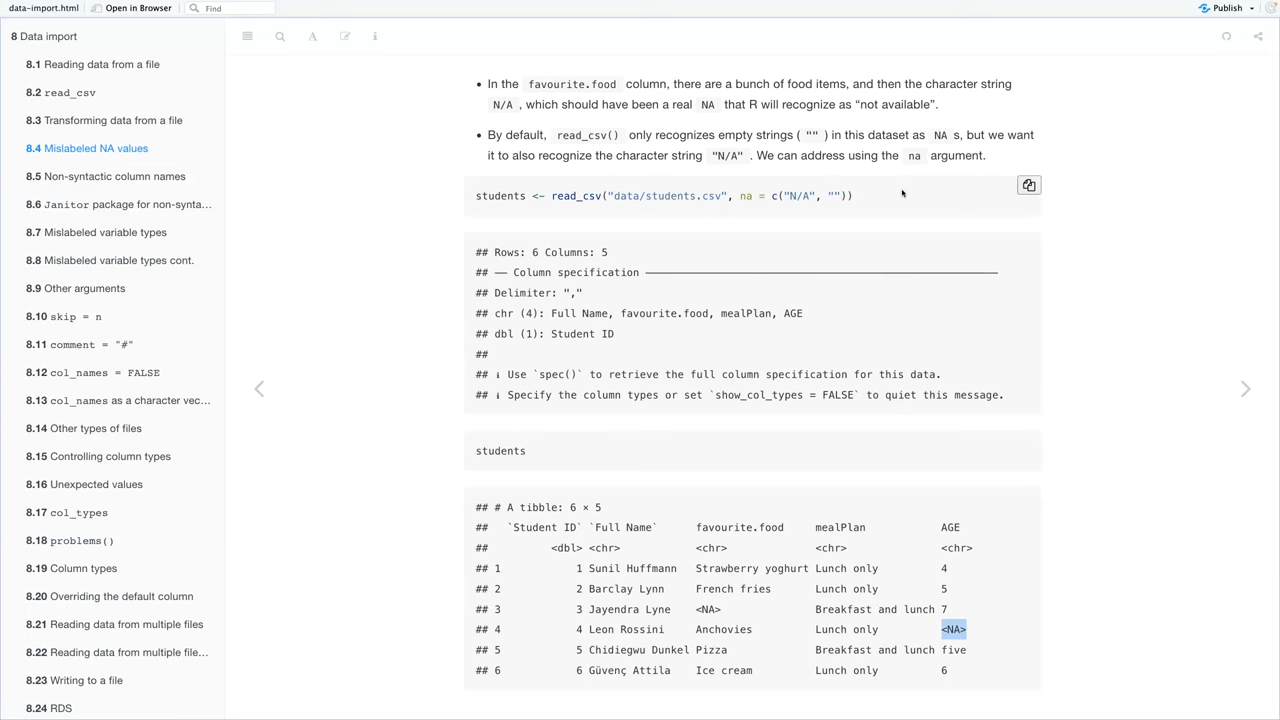 data-import.html
Open in Browser
Find
Publish
8 Data import
8.1 Reading data from a file
8.2 read_csv
8.3 Transforming data from a file
8.4 Mislabeled NA values
8.5 Non-syntactic column names
8.6 Janitor package for non-synta…
8.7 Mislabeled variable types
8.8 Mislabeled variable types cont.
8.9 Other arguments
8.10 skip = n
8.11 comment = "#"
8.12 col_names = FALSE
8.13 col_names as a character vec…
8.14 Other types of files
8.15 Controlling column types
8.16 Unexpected values
8.17 col_types
8.18 problems()
8.19 Column types
8.20 Overriding the default column
8.21 Reading data from multiple files
8.22 Reading data from multiple file…
8.23 Writing to a file
8.24 RDS
• In the favourite.food column, there are a bunch of food items, and then the character string
N/A , which should have been a real NA that R will recognize as “not available”.
• By default, read_csv() only recognizes empty strings ( "" ) in this dataset as NA s, but we want
it to also recognize the character string "N/A" . We can address using the na argument.
students <- read_csv("data/students.csv", na = c("N/A", ""))
## Rows: 6 Columns: 5
## ── Column specification ────────────────────────────────────────────────────────
## Delimiter: ","
## chr (4): Full Name, favourite.food, mealPlan, AGE
## dbl (1): Student ID
##
## ℹ Use `spec()` to retrieve the full column specification for this data.
## ℹ Specify the column types or set `show_col_types = FALSE` to quiet this message.
students
## # A tibble: 6 × 5
##   `Student ID` `Full Name`      favourite.food     mealPlan            AGE
##          <dbl> <chr>            <chr>              <chr>               <chr>
## 1            1 Sunil Huffmann   Strawberry yoghurt Lunch only          4
## 2            2 Barclay Lynn     French fries       Lunch only          5
## 3            3 Jayendra Lyne    <NA>               Breakfast and lunch 7
## 4            4 Leon Rossini     Anchovies          Lunch only          <NA>
## 5            5 Chidiegwu Dunkel Pizza              Breakfast and lunch five
## 6            6 Güvenç Attila    Ice cream          Lunch only          6